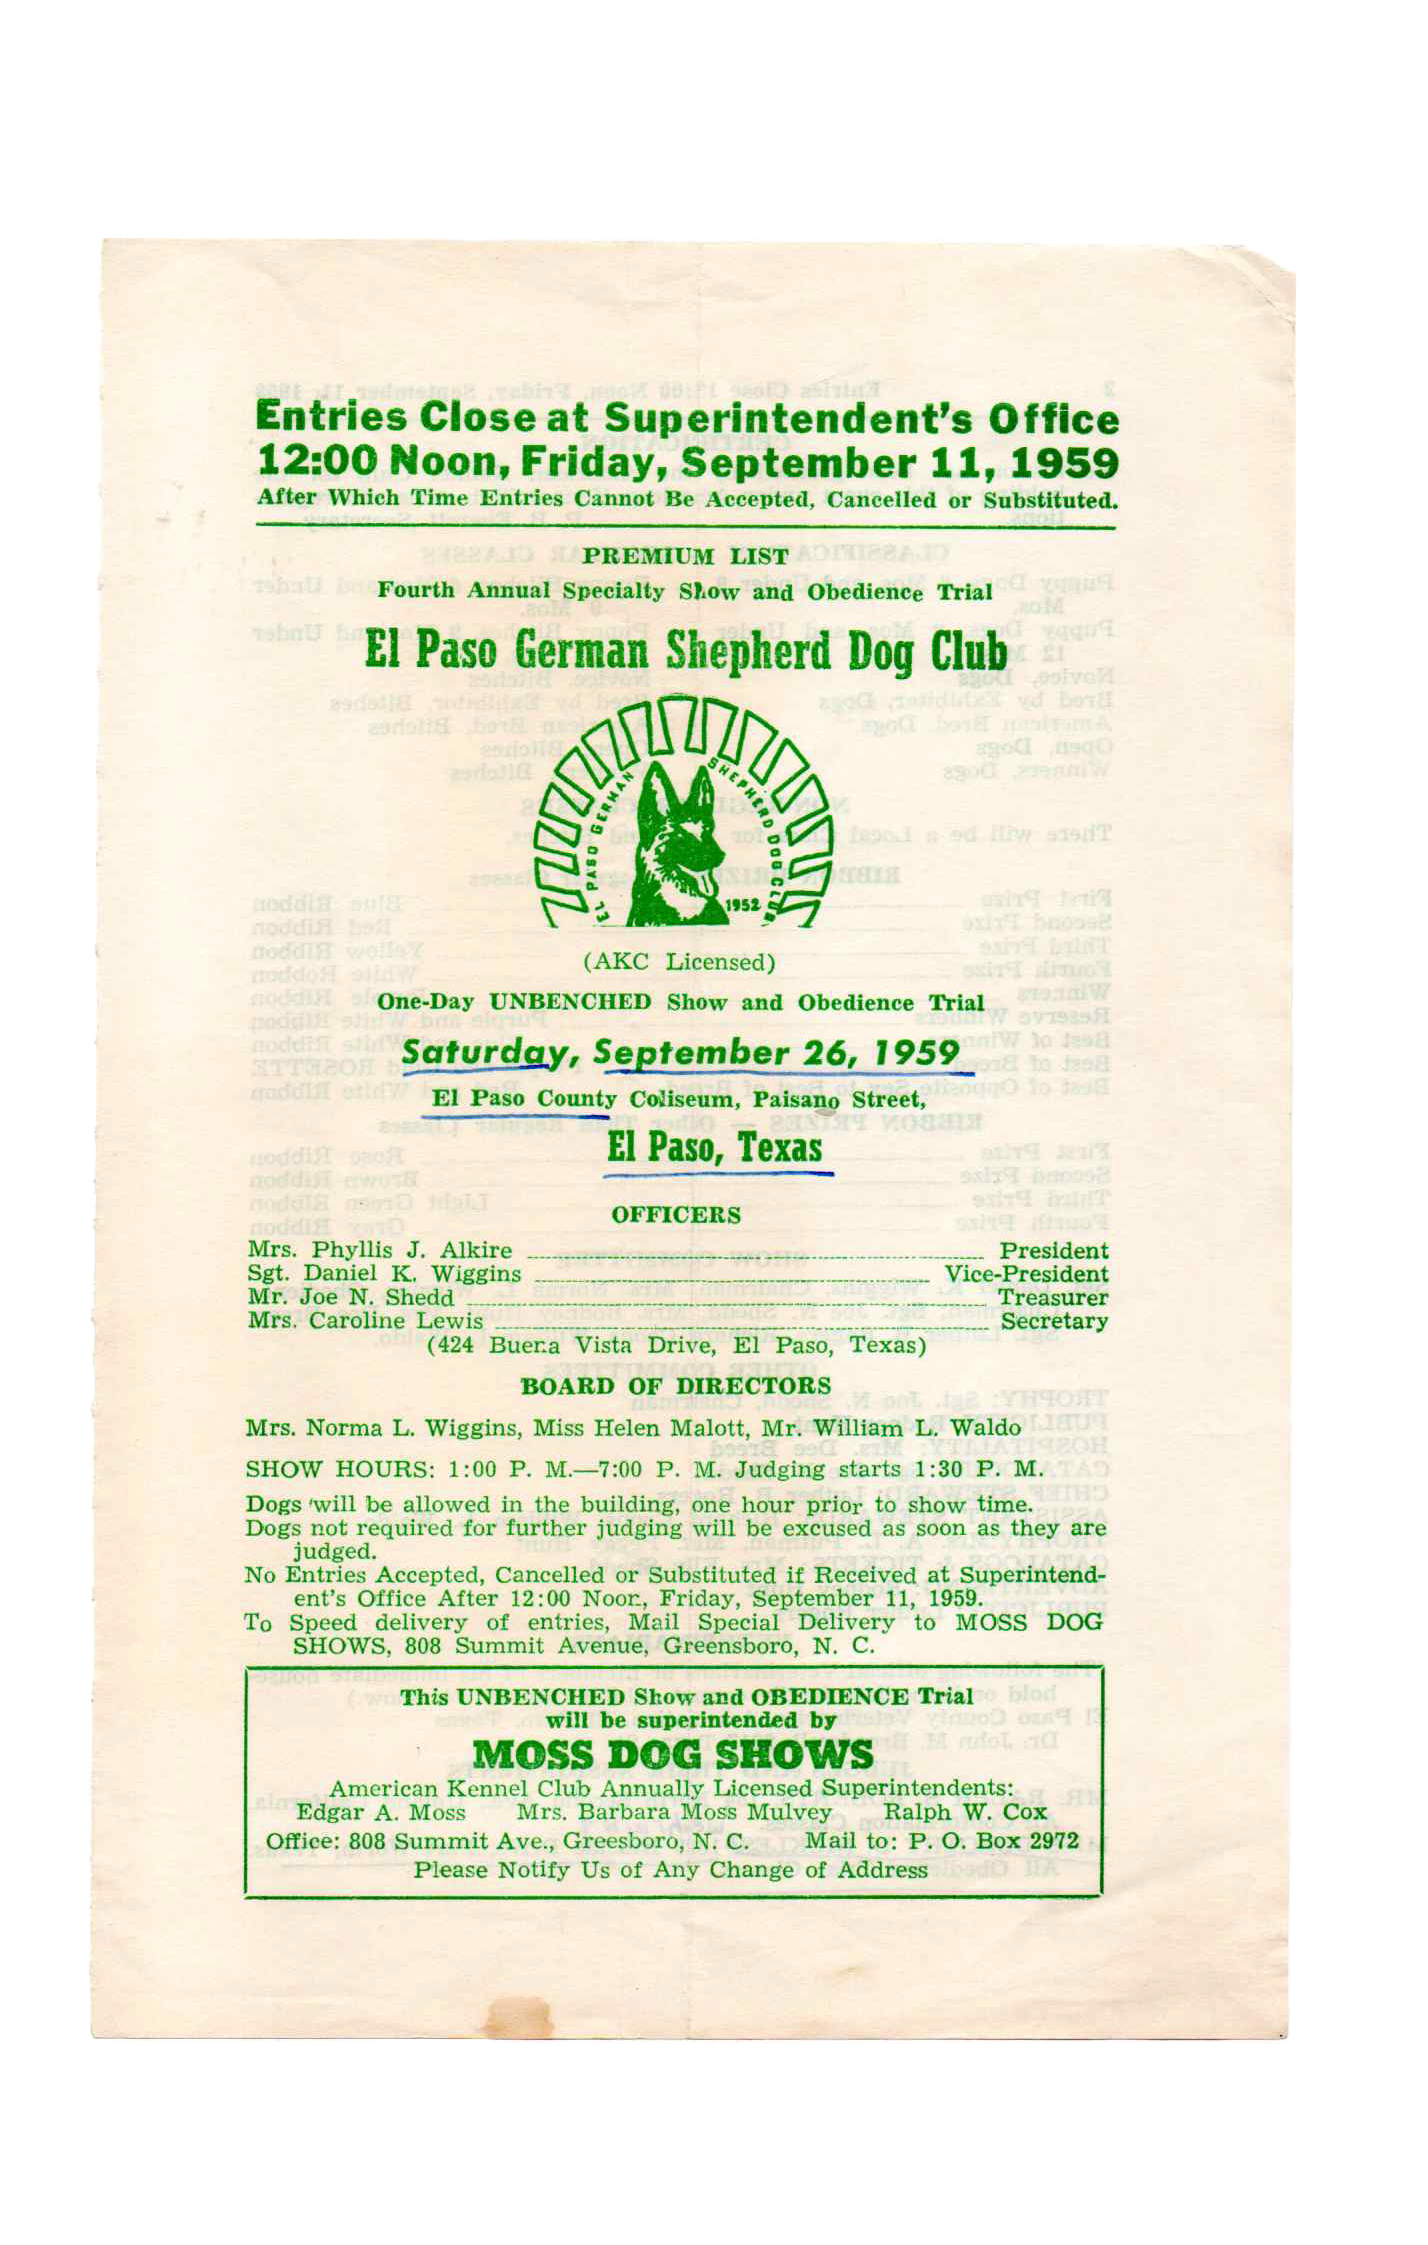 Entries Close at Superintendent's Office
12:00 Noon, Friday, September 11, 1959
After Which Time Entries Cannot Be Accepted, Cancelled or Substituted.
PREMIUM LIST
Fourth Annual Specialty Show and Obedience Trial
El Paso German Shepherd Dog Club
EL PASO GERMAN SHEPHERD DOG CLUB
1952
(AKC Licensed)
One-Day UNBENCHED Show and Obedience Trial
Saturday, September 26, 1959
El Paso County Coliseum, Paisano Street,
El Paso, Texas
OFFICERS
Mrs. Phyllis J. Alkire President
Sgt. Daniel K. Wiggins Vice-President
Mr. Joe N. Shedd Treasurer
Mrs. Caroline Lewis Secretary
(424 Buena Vista Drive, El Paso, Texas)
BOARD OF DIRECTORS
Mrs. Norma L. Wiggins, Miss Helen Malott, Mr. William L. Waldo
SHOW HOURS: 1:00 P. M.—7:00 P. M. Judging starts 1:30 P. M.
Dogs will be allowed in the building, one hour prior to show time.
Dogs not required for further judging will be excused as soon as they are
judged.
No Entries Accepted, Cancelled or Substituted if Received at Superintend-
ent's Office After 12:00 Noon, Friday, September 11, 1959.
To Speed delivery of entries, Mail Special Delivery to MOSS DOG
SHOWS, 808 Summit Avenue, Greensboro, N. C.
This UNBENCHED Show and OBEDIENCE Trial
will be superintended by
MOSS DOG SHOWS
American Kennel Club Annually Licensed Superintendents:
Edgar A. Moss Mrs. Barbara Moss Mulvey Ralph W. Cox
Office: 808 Summit Ave., Greesboro, N. C. Mail to: P. O. Box 2972
Please Notify Us of Any Change of Address